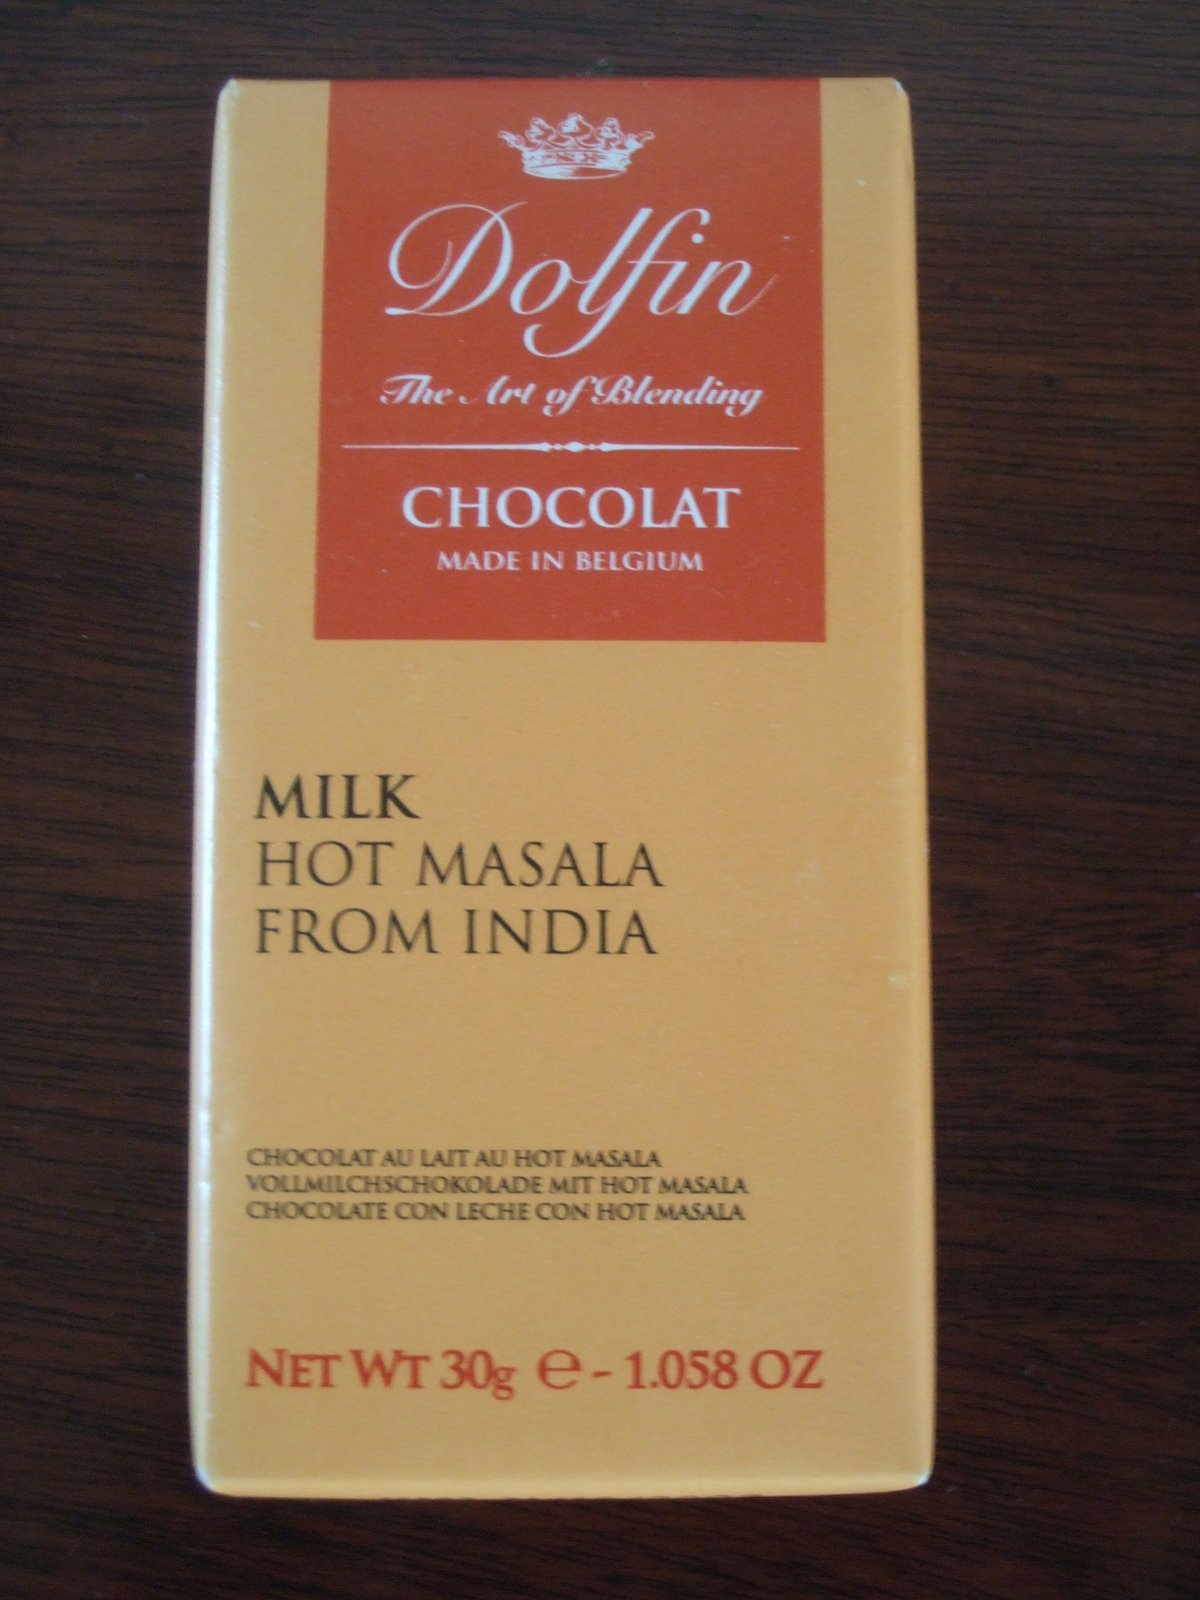 Dolfin
The Art of Blending
CHOCOLAT
MADE IN BELGIUM
MILK
HOT MASALA
FROM INDIA
CHOCOLAT AU LAIT AU HOT MASALA
VOLLMILCHSCHOKOLADE MIT HOT MASALA
CHOCOLATE CON LECHE CON HOT MASALA
NET WT 30g ℮ - 1.058 OZ